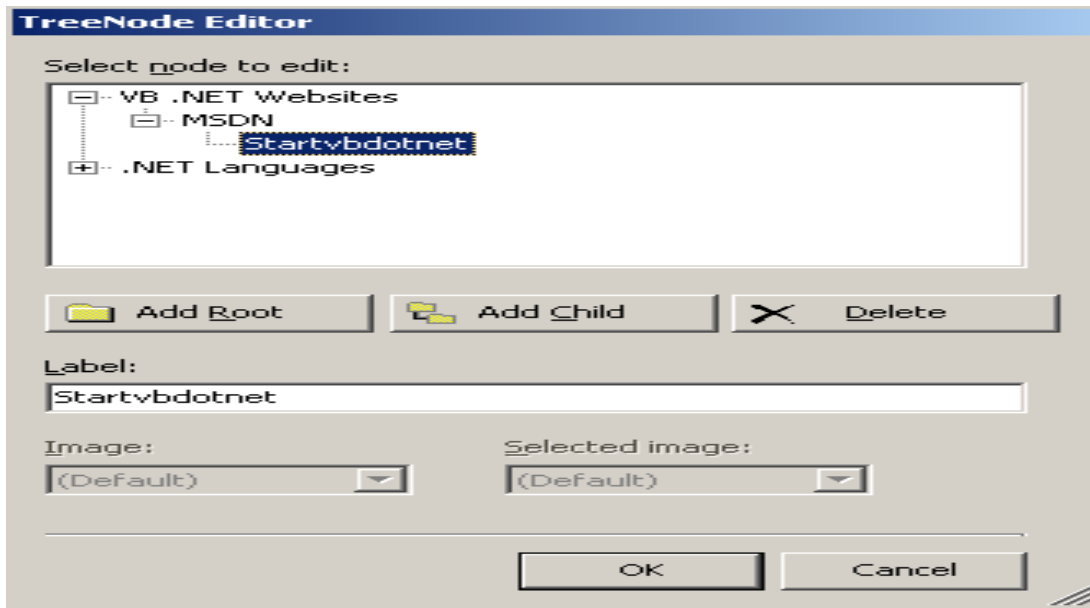 TreeNode Editor
Select node to edit:
VB .NET Websites
MSDN
Startvbdotnet
.NET Languages
Add Root Add Child Delete
Label:
Startvbdotnet
Image: Selected image:
(Default) (Default)
OK Cancel